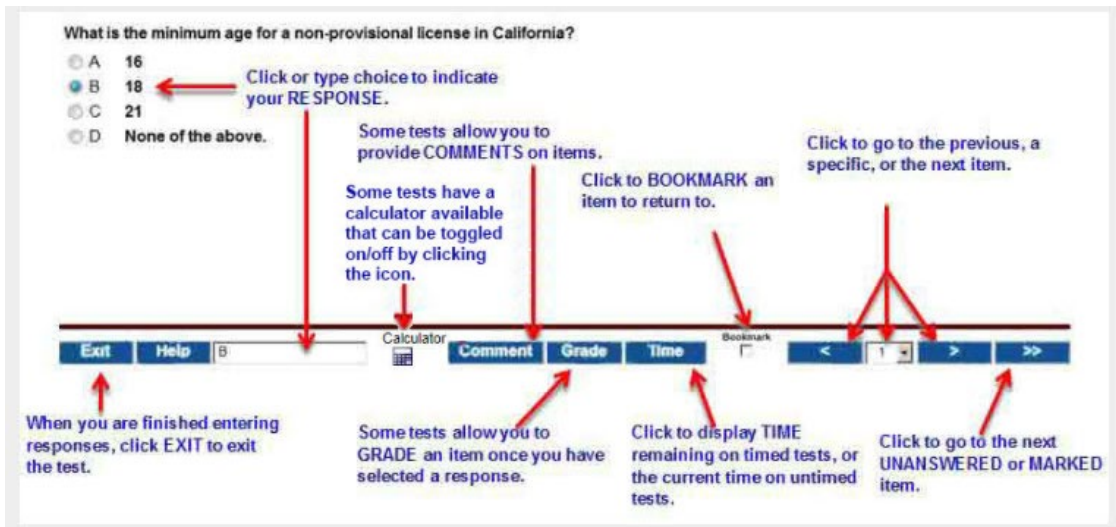 What is the minimum age for a non-provisional license in California?
A 16
B 18
C 21
D None of the above.
Click or type choice to indicate
your RESPONSE.
Some tests allow you to
provide COMMENTS on items.
Some tests have a
calculator available
that can be toggled
on/off by clicking
the icon.
Click to BOOKMARK an
item to return to.
Click to go to the previous, a
specific, or the next item.
Exit Help B Calculator Comment Grade Time Bookmark < 1 > >>
When you are finished entering
responses, click EXIT to exit
the test.
Some tests allow you to
GRADE an item once you have
selected a response.
Click to display TIME
remaining on timed tests, or
the current time on untimed
tests.
Click to go to the next
UNANSWERED or MARKED
item.